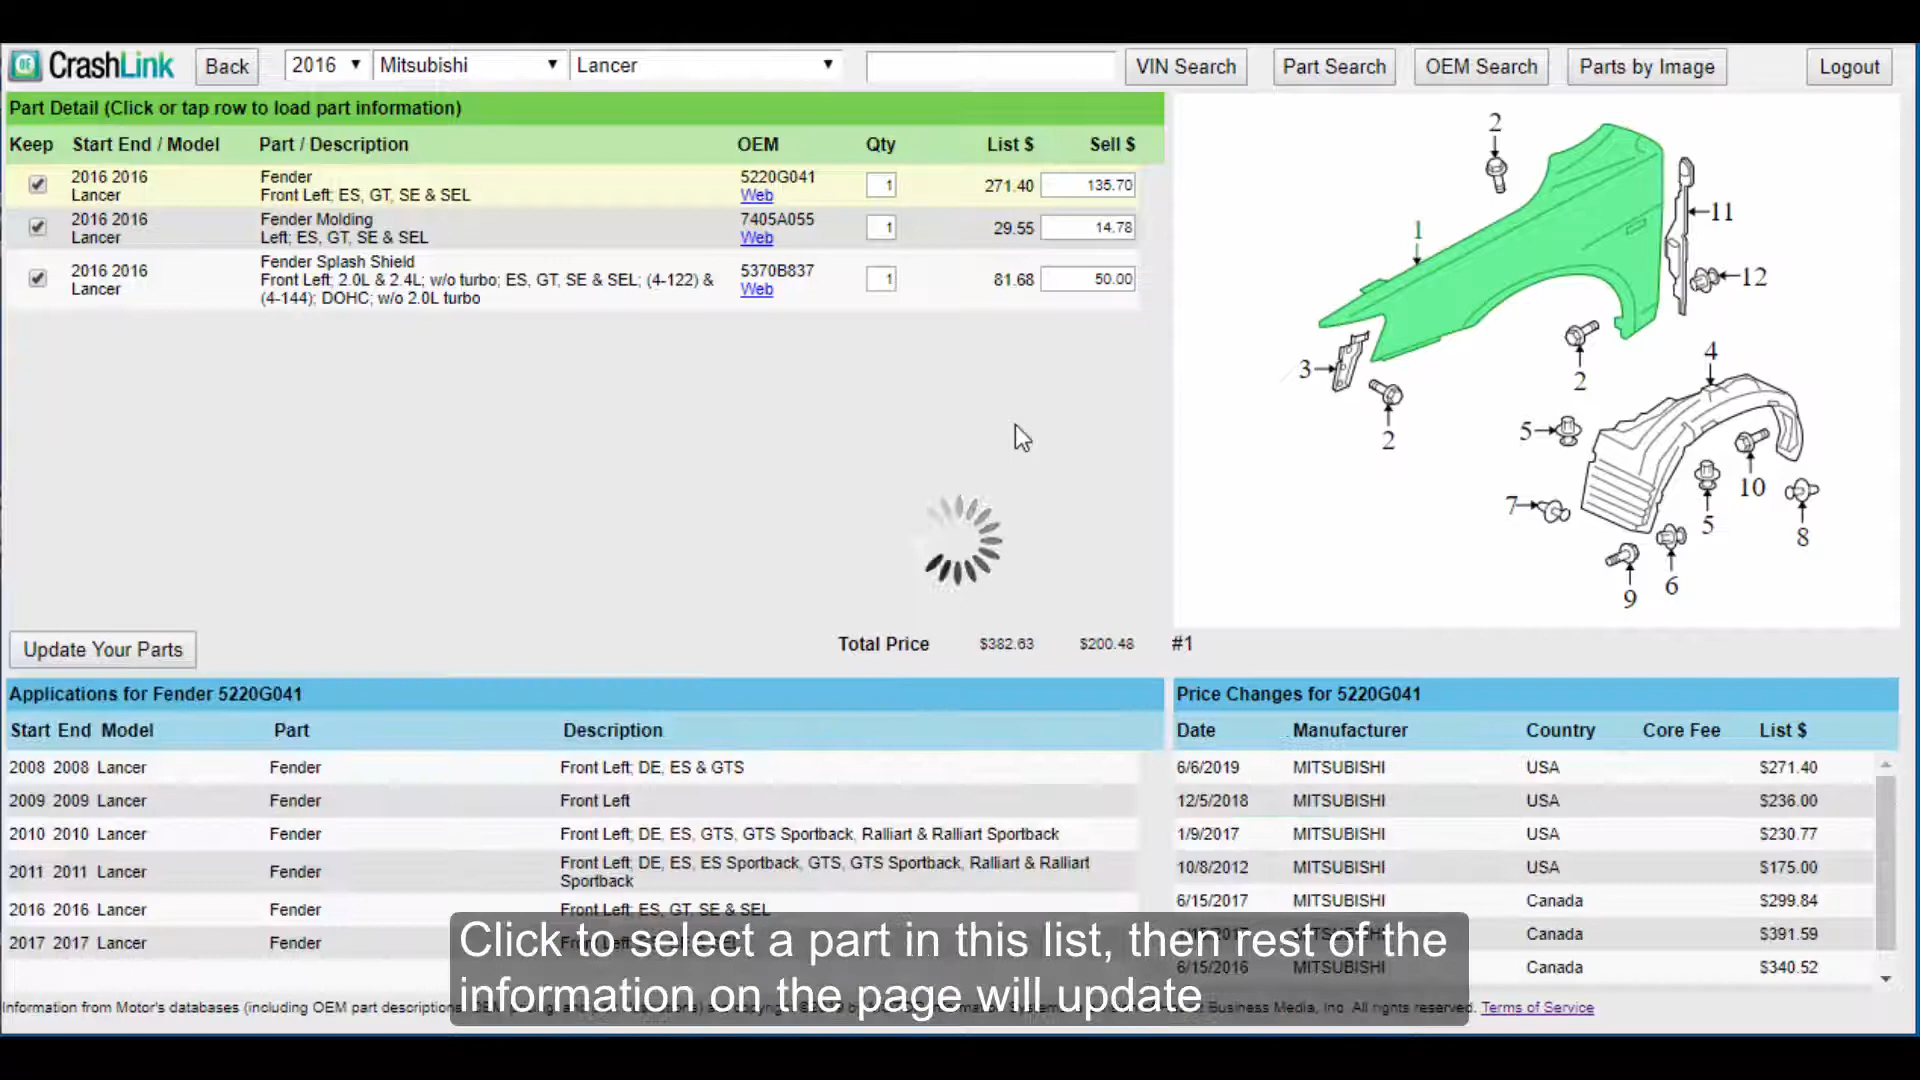 OE CrashLink Back 2016 Mitsubishi Lancer VIN Search Part Search OEM Search Parts by Image Logout
Part Detail (Click or tap row to load part information)
Keep Start End / Model Part / Description OEM Qty List $ Sell $
2016 2016 Fender 5220G041 1 271.40 135.70
Lancer Front Left; ES, GT, SE & SEL Web
2016 2016 Fender Molding 7405A055 1 29.55 14.78
Lancer Left; ES, GT, SE & SEL Web
2016 2016 Fender Splash Shield 5370B837 1 81.68 50.00
Lancer Front Left; 2.0L & 2.4L; w/o turbo; ES, GT, SE & SEL; (4-122) & Web
(4-144); DOHC; w/o 2.0L turbo
2
1
11
12
2
3
4
2
5
10
7
5
8
6
9
Update Your Parts Total Price $382.63 $200.48 #1
Applications for Fender 5220G041
Start End Model Part Description
2008 2008 Lancer Fender Front Left; DE, ES & GTS
2009 2009 Lancer Fender Front Left
2010 2010 Lancer Fender Front Left; DE, ES, GTS, GTS Sportback, Ralliart & Ralliart Sportback
2011 2011 Lancer Fender Front Left; DE, ES, ES Sportback, GTS, GTS Sportback, Ralliart & Ralliart
Sportback
2016 2016 Lancer Fender Front Left; ES, GT, SE & SEL
2017 2017 Lancer Fender
Price Changes for 5220G041
Date Manufacturer Country Core Fee List $
6/6/2019 MITSUBISHI USA $271.40
12/5/2018 MITSUBISHI USA $236.00
1/9/2017 MITSUBISHI USA $230.77
10/8/2012 MITSUBISHI USA $175.00
6/15/2017 MITSUBISHI Canada $299.84
Canada $391.59
6/15/2016 MITSUBISHI Canada $340.52
Click to select a part in this list, then rest of the
information on the page will update
Information from Motor's databases (including OEM part descriptions, Business Media, Inc. All rights reserved. Terms of Service